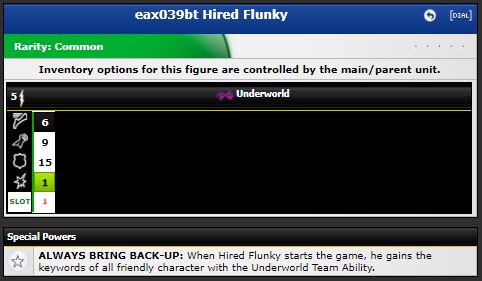 eax039bt Hired Flunky
[DIAL]
Rarity: Common
Inventory options for this figure are controlled by the main/parent unit.
5
Underworld
6
9
15
1
SLOT 1
Special Powers
ALWAYS BRING BACK-UP: When Hired Flunky starts the game, he gains the
keywords of all friendly character with the Underworld Team Ability.